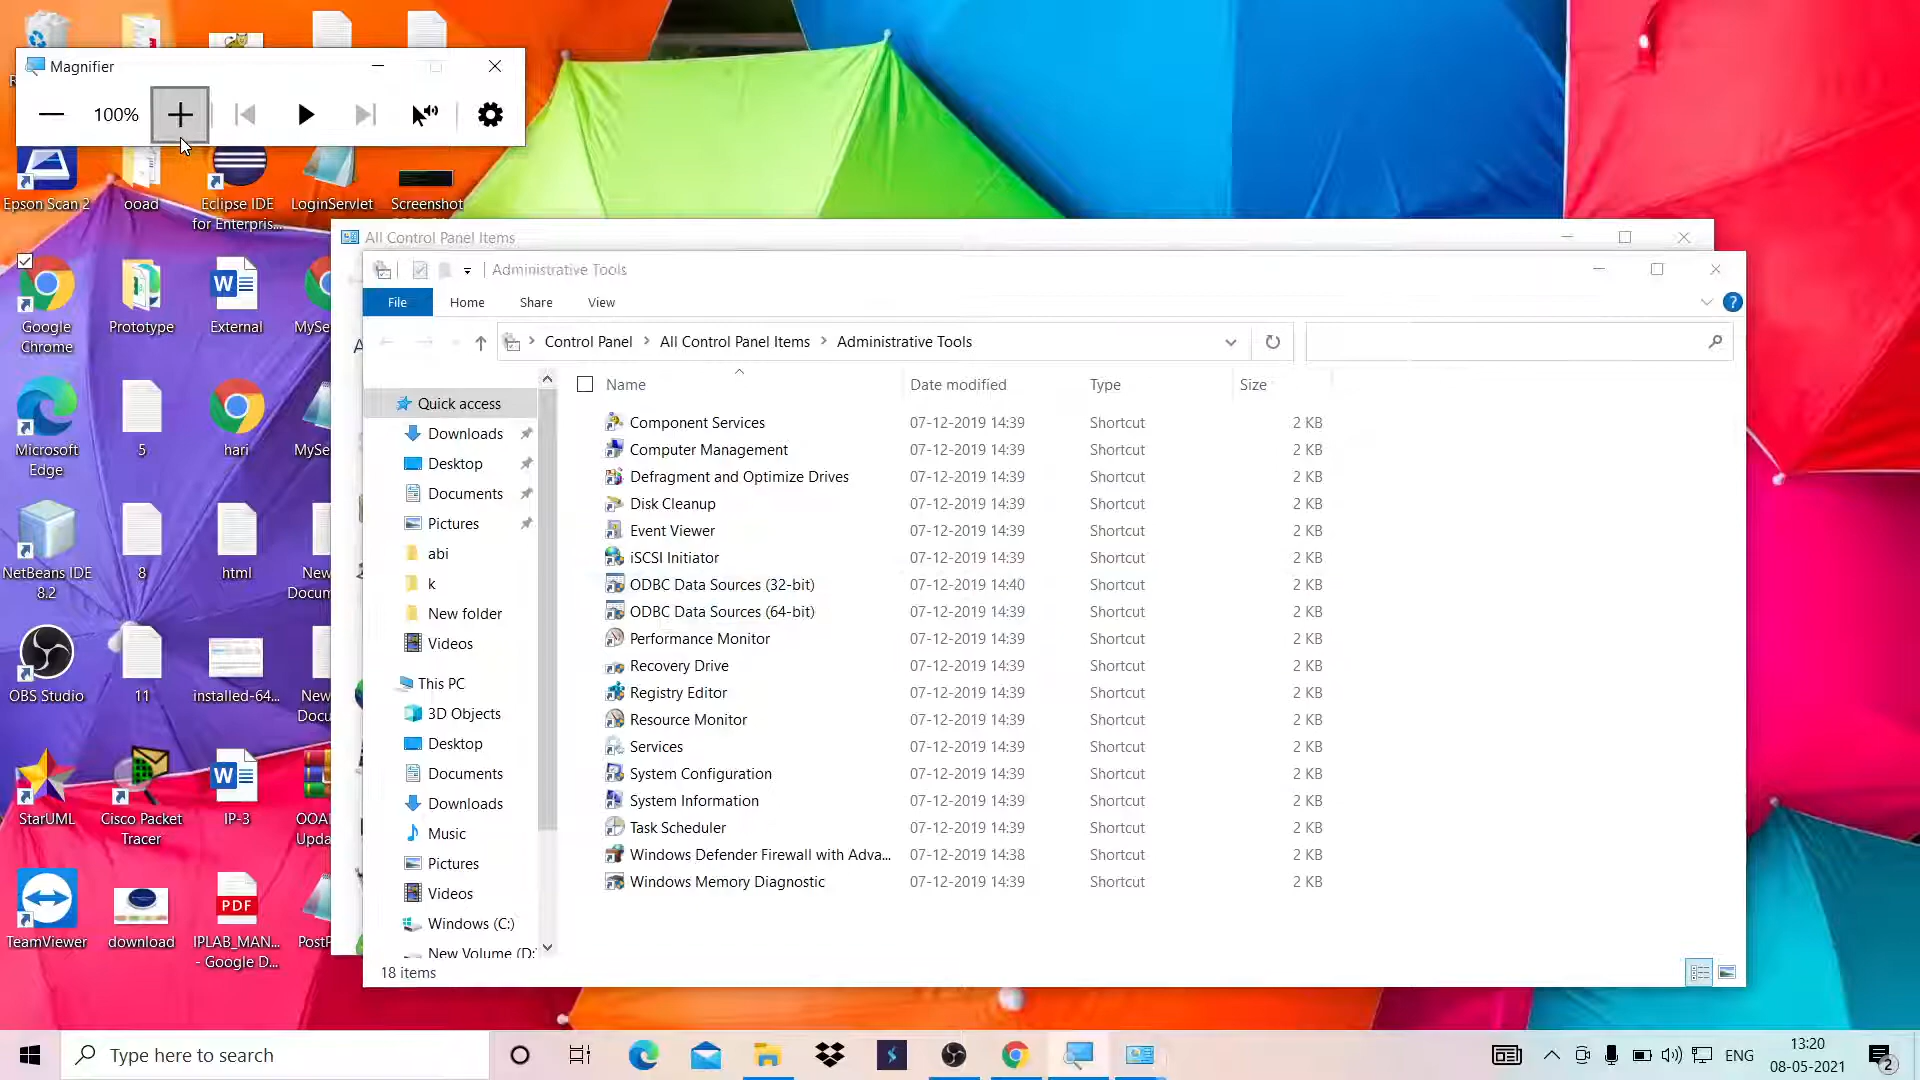 Magnifier
100%
Epson Scan 2
ooad
Eclipse IDE
for Enterpris...
LoginServlet
Screenshot
Google
Chrome
Prototype
External
MySe
Microsoft
Edge
5
hari
MySe
NetBeans IDE
8.2
8
html
New
Docum
OBS Studio
11
installed-64...
New
Docu
StarUML
Cisco Packet
Tracer
IP-3
OOA
Upda
TeamViewer
download
PDF
IPLAB_MAN...
- Google D...
PostP
All Control Panel Items
Administrative Tools
File
Home
Share
View
Control Panel
All Control Panel Items
Administrative Tools
Quick access
Downloads
Desktop
Documents
Pictures
abi
k
New folder
Videos
This PC
3D Objects
Desktop
Documents
Downloads
Music
Pictures
Videos
Windows (C:)
New Volume (D:
Name Date modified Type Size
Component Services 07-12-2019 14:39 Shortcut 2 KB
Computer Management 07-12-2019 14:39 Shortcut 2 KB
Defragment and Optimize Drives 07-12-2019 14:39 Shortcut 2 KB
Disk Cleanup 07-12-2019 14:39 Shortcut 2 KB
Event Viewer 07-12-2019 14:39 Shortcut 2 KB
iSCSI Initiator 07-12-2019 14:39 Shortcut 2 KB
ODBC Data Sources (32-bit) 07-12-2019 14:40 Shortcut 2 KB
ODBC Data Sources (64-bit) 07-12-2019 14:39 Shortcut 2 KB
Performance Monitor 07-12-2019 14:39 Shortcut 2 KB
Recovery Drive 07-12-2019 14:39 Shortcut 2 KB
Registry Editor 07-12-2019 14:39 Shortcut 2 KB
Resource Monitor 07-12-2019 14:39 Shortcut 2 KB
Services 07-12-2019 14:39 Shortcut 2 KB
System Configuration 07-12-2019 14:39 Shortcut 2 KB
System Information 07-12-2019 14:39 Shortcut 2 KB
Task Scheduler 07-12-2019 14:39 Shortcut 2 KB
Windows Defender Firewall with Adva... 07-12-2019 14:38 Shortcut 2 KB
Windows Memory Diagnostic 07-12-2019 14:39 Shortcut 2 KB
18 items
Type here to search
ENG
13:20
08-05-2021
2